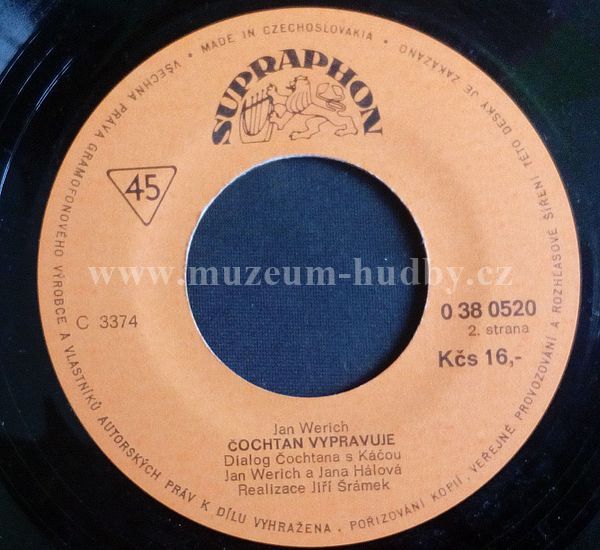 VŠECHNA PRÁVA GRAMOFONOVÉHO VÝROBCE A VLASTNÍKŮ AUTORSKÝCH PRÁV K DÍLU VYHRAŽENA . POŘIZOVÁNÍ KOPIÍ, VEŘEJNÉ PROVOZOVÁNÍ A ROZHLASOVÉ ŠÍŘENÍ TÉTO DESKY JE ZAKÁZÁNO
• MADE IN CZECHOSLOVAKIA •
SUPRAPHON
45
www.muzeum-hudby.cz
C 3374
0 38 0520
2. strana
Kčs 16,-
Jan Werich
ČOCHTAN VYPRAVUJE
Dialog Čochtana s Káčou
Jan Werich a Jana Hálová
Realizace Jiří Šrámek